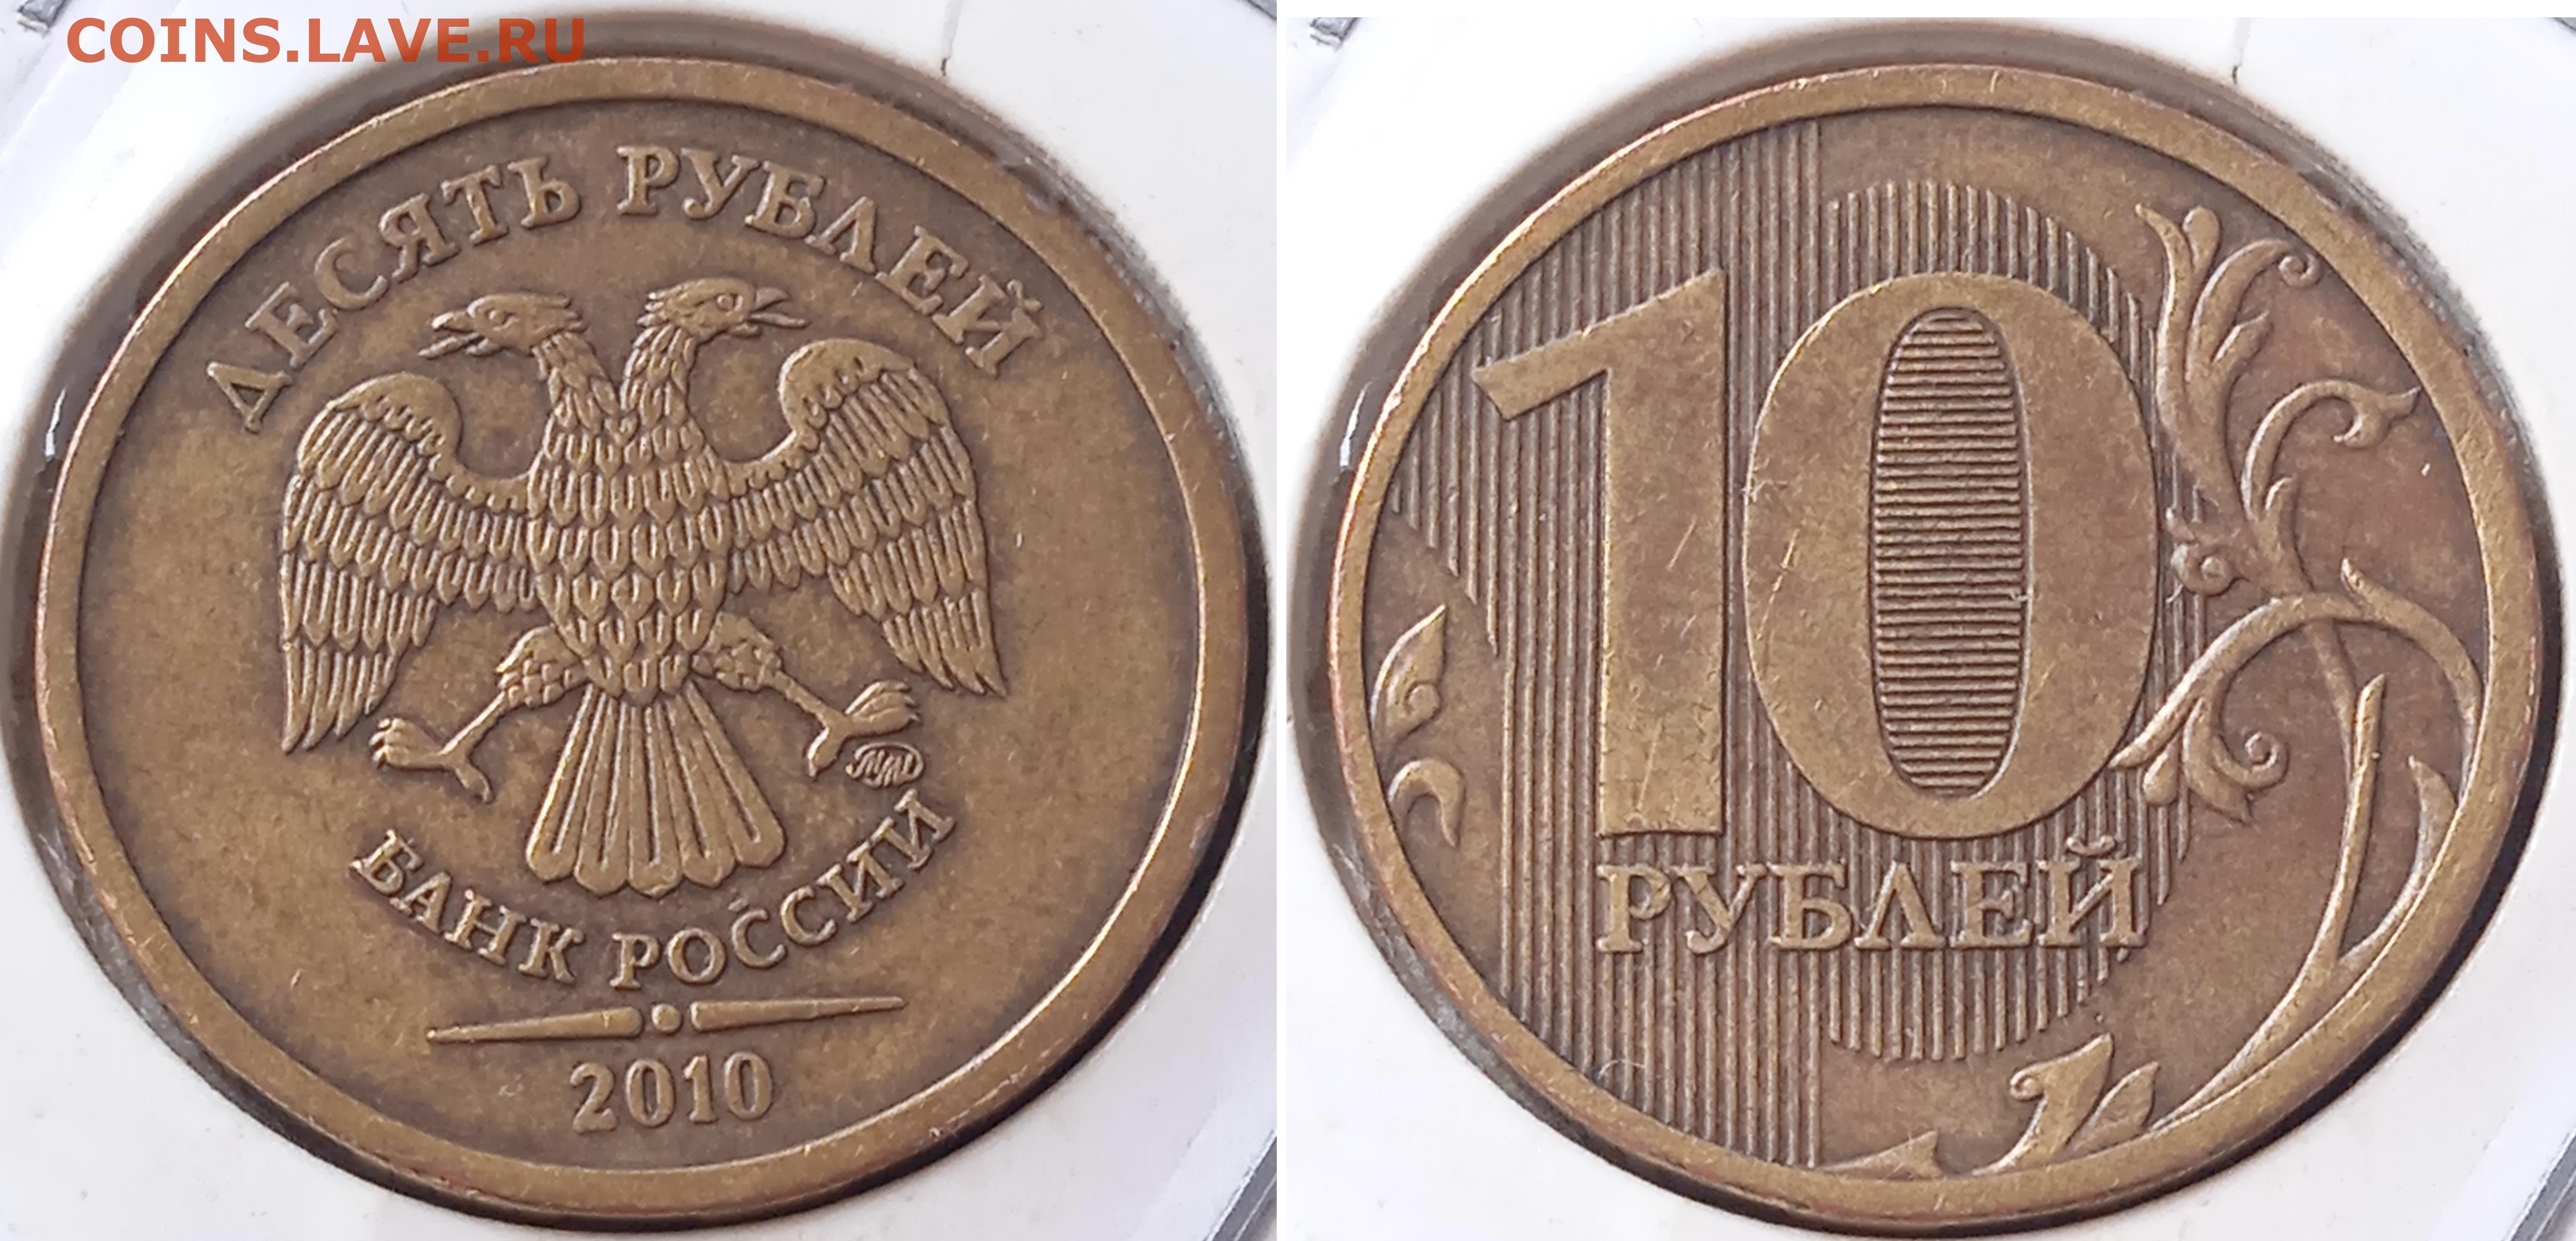 COINS.LAVE.RU
ДЕСЯТЬ РУБЛЕЙ
ММД
БАНК РОССИИ
2010
10
РУБЛЕЙ